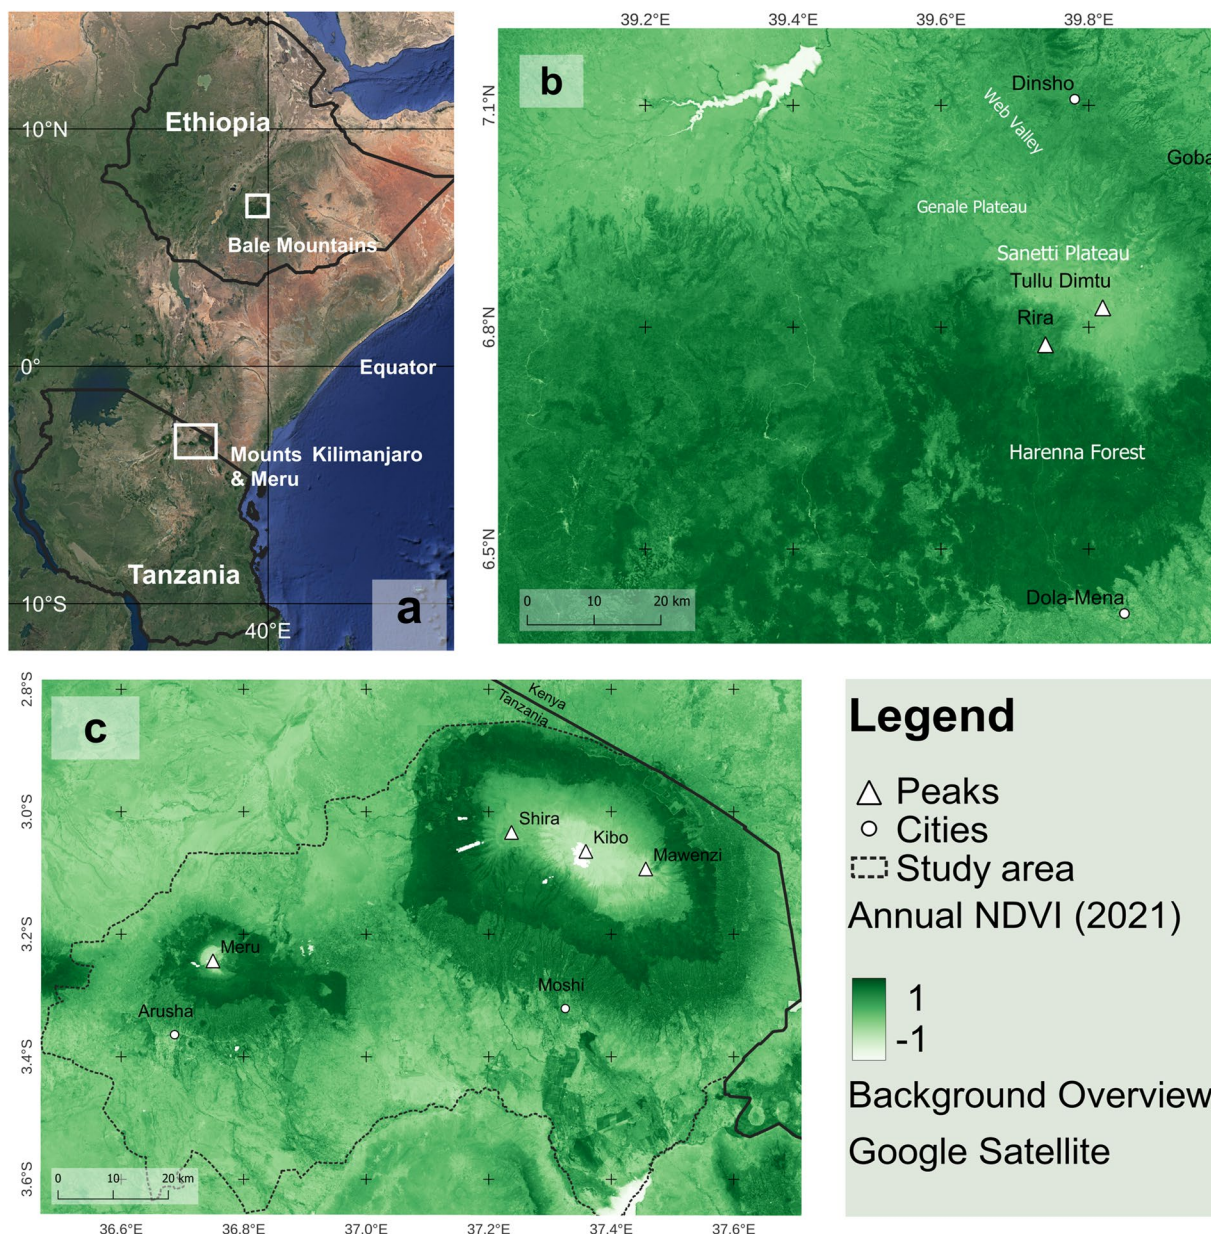 Ethiopia
10°N
Bale Mountains
0°
Equator
Mounts Kilimanjaro
& Meru
Tanzania
10°S
40°E
a
39.2°E 39.4°E 39.6°E 39.8°E
b
7.1°N
6.8°N
6.5°N
Dinsho
Web Valley
Goba
Genale Plateau
Sanetti Plateau
Tullu Dimtu
Rira
Harenna Forest
Dola-Mena
0 10 20 km
c
2.8°S
3.0°S
3.2°S
3.4°S
3.6°S
Kenya
Tanzania
Shira
Kibo
Mawenzi
Meru
Moshi
Arusha
0 10 20 km
36.6°E 36.8°E 37.0°E 37.2°E 37.4°E 37.6°E
Legend
Peaks
Cities
Study area
Annual NDVI (2021)
1
-1
Background Overview
Google Satellite